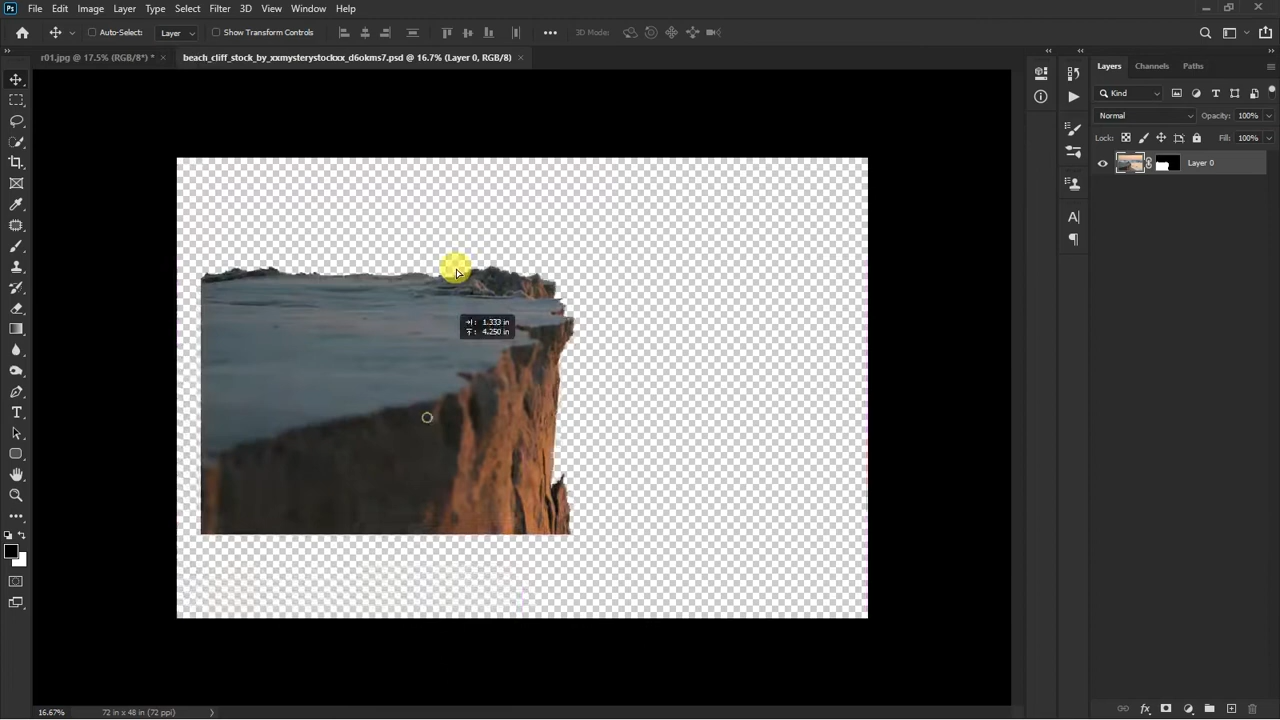 Ps File Edit Image Layer Type Select Filter 3D View Window Help
Auto-Select: Layer Show Transform Controls 3D Mode:
r01.jpg @ 17.5% (RGB/8*) * × beach_cliff_stock_by_xxmysterystockxx_d6okms7.psd @ 16.7% (Layer 0, RGB/8) ×
Layers Channels Paths
Kind
Normal Opacity: 100%
Lock: Fill: 100%
Layer 0
1.333 in
4.250 in
16.67% 72 in x 48 in (72 ppi)